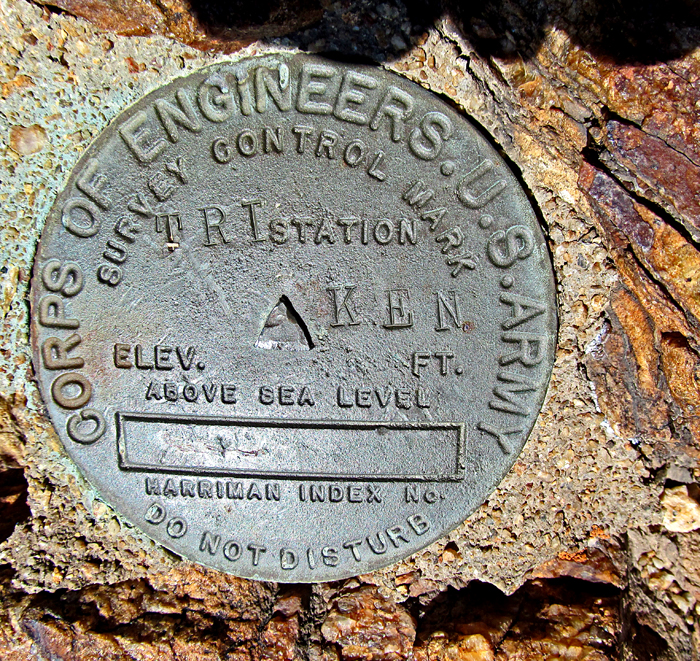 CORPS OF ENGINEERS. U.S. ARMY
SURVEY CONTROL MARK
TRI STATION
KEN
ELEV. FT.
ABOVE SEA LEVEL
HARRIMAN INDEX No.
DO NOT DISTURB